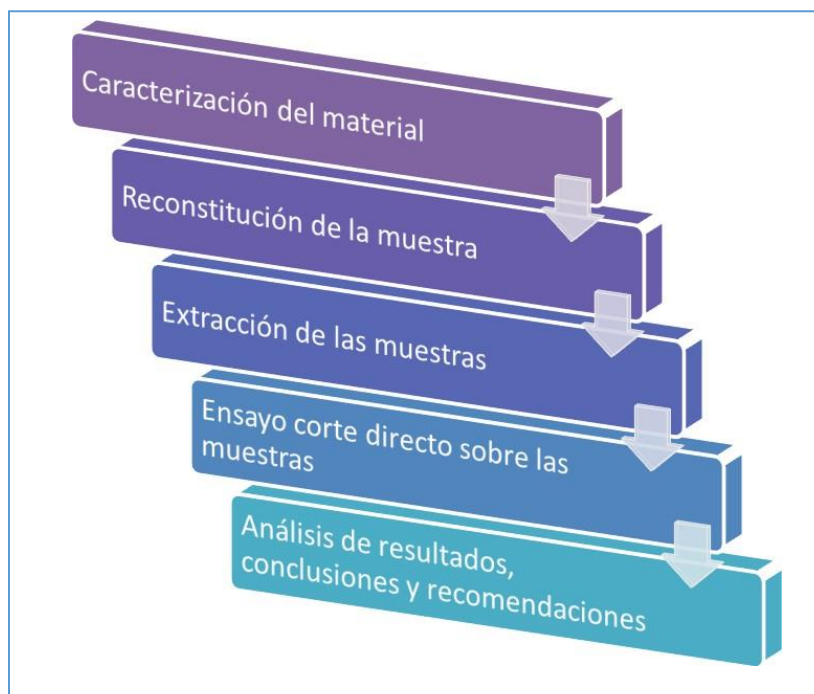 Caracterización del material
Reconstitución de la muestra
Extracción de las muestras
Ensayo corte directo sobre las
muestras
Análisis de resultados,
conclusiones y recomendaciones